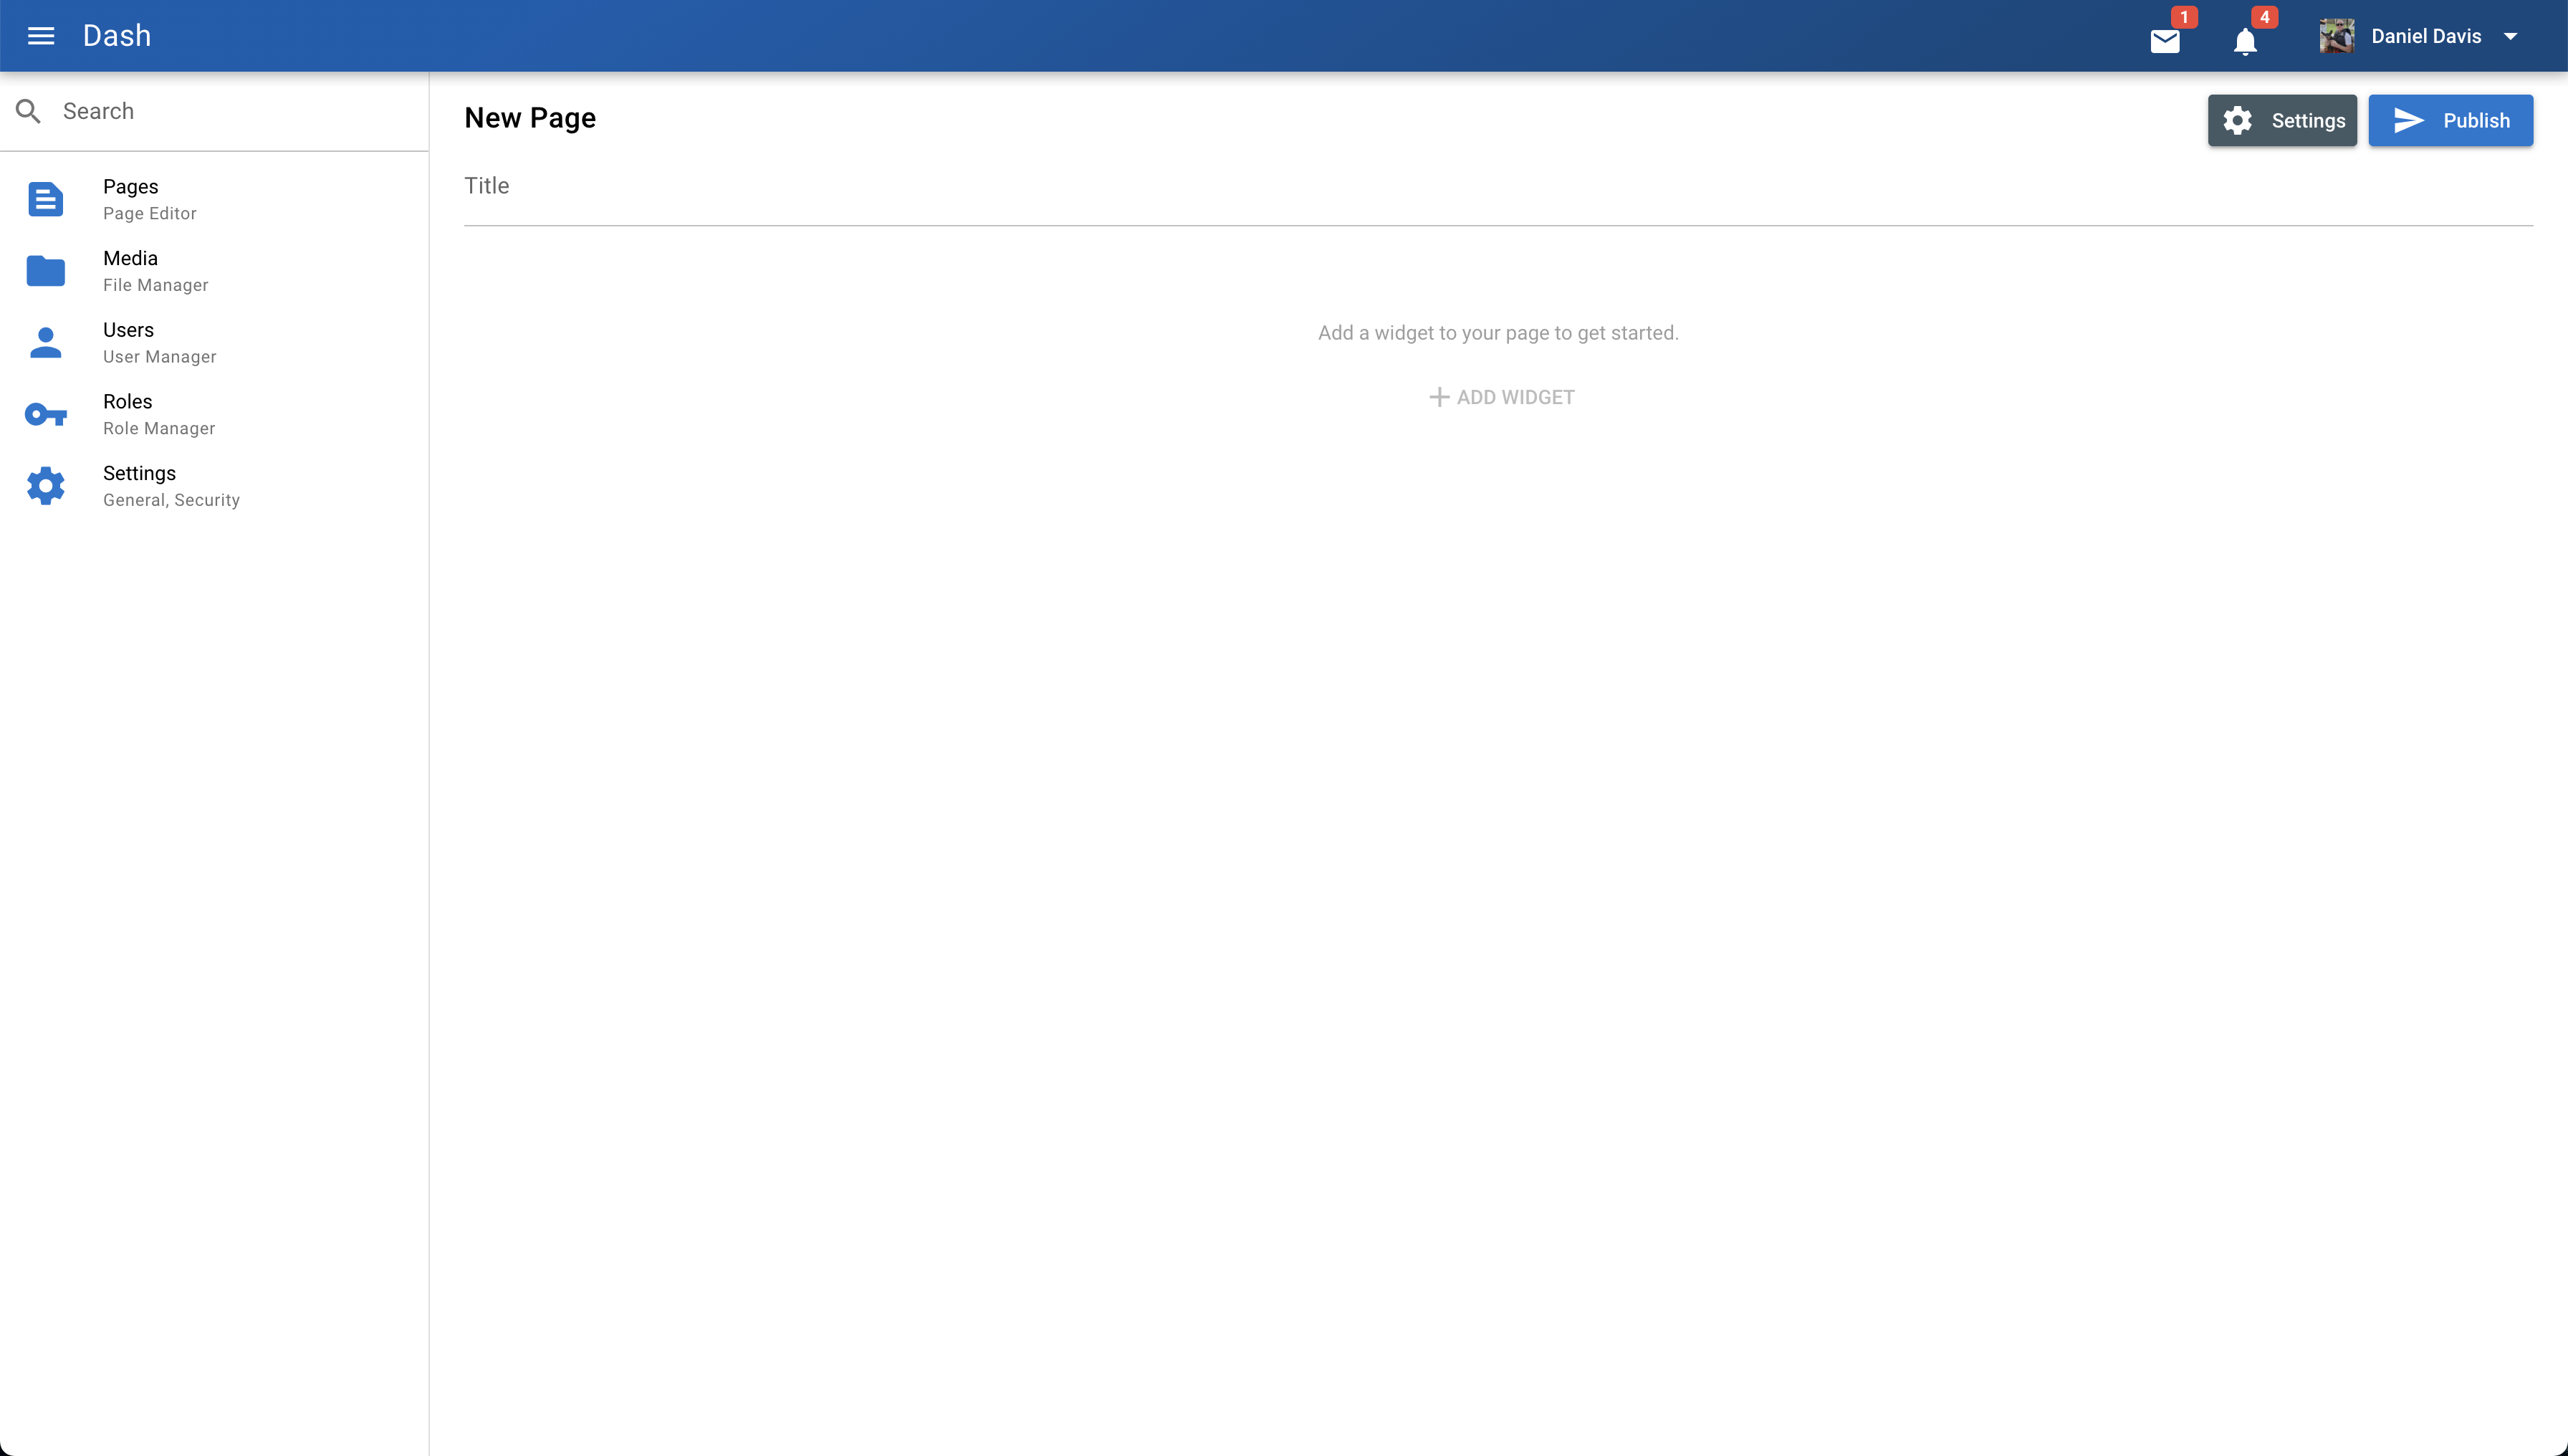 Dash
1
4
Daniel Davis
Search
Pages
Page Editor
Media
File Manager
Users
User Manager
Roles
Role Manager
Settings
General, Security
New Page
Settings
Publish
Title
Add a widget to your page to get started.
ADD WIDGET